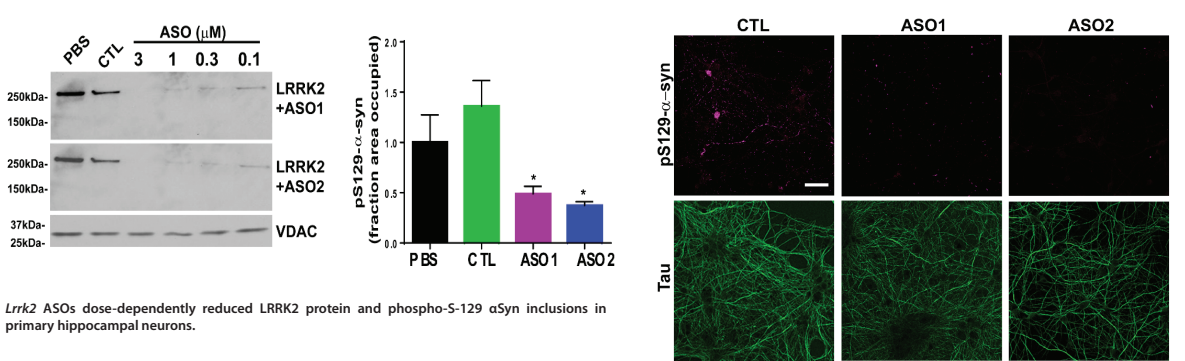 ASO (μM)
PBS CTL 3 1 0.3 0.1
250kDa-
150kDa-
LRRK2
+ASO1
250kDa-
150kDa-
LRRK2
+ASO2
37kDa-
25kDa-
VDAC
pS129-α-syn
(fraction area occupied)
2.0
1.5
1.0
0.5
0.0
* *
PBS CTL ASO1 ASO2
Lrrk2 ASOs dose-dependently reduced LRRK2 protein and phospho-S-129 αSyn inclusions in
primary hippocampal neurons.
CTL ASO1 ASO2
pS129-α-syn
Tau